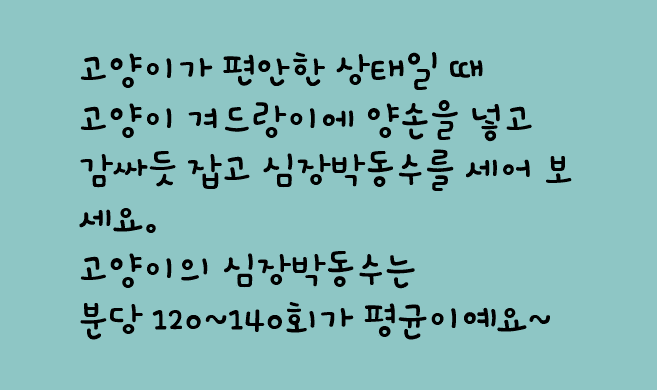 고양이가 편안한 상태일 때
고양이 겨드랑이에 양손을 넣고
감싸듯 잡고 심장박동수를 세어 보
세요。
고양이의 심장박동수는
분당 120~140회가 평균이예요~